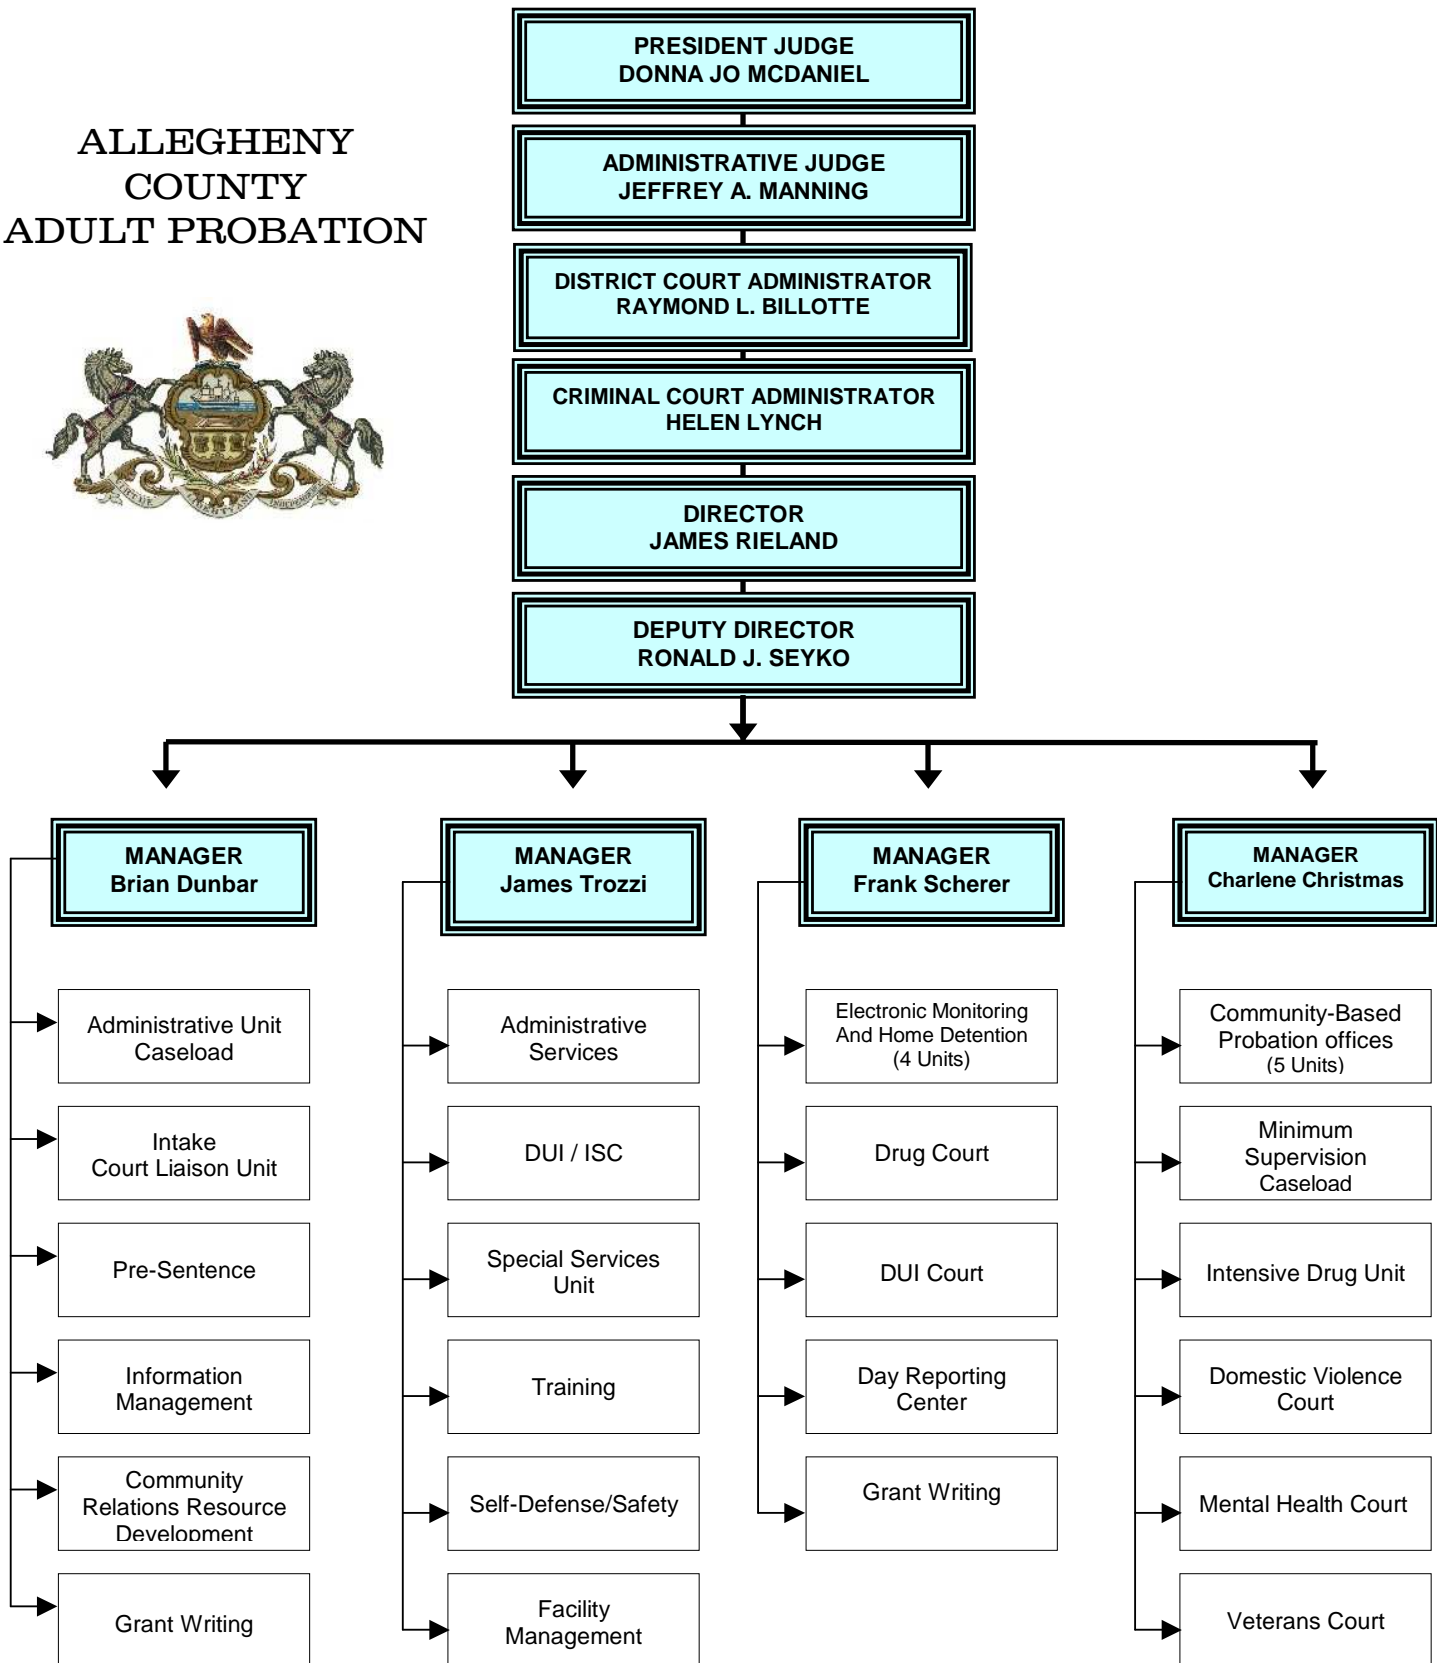 PRESIDENT JUDGE
DONNA JO MCDANIEL
ALLEGHENY
COUNTY
ADULT PROBATION
ADMINISTRATIVE JUDGE
JEFFREY A. MANNING
DISTRICT COURT ADMINISTRATOR
RAYMOND L. BILLOTTE
CRIMINAL COURT ADMINISTRATOR
HELEN LYNCH
DIRECTOR
JAMES RIELAND
DEPUTY DIRECTOR
RONALD J. SEYKO
MANAGER
Brian Dunbar
Administrative Unit
Caseload
Intake
Court Liaison Unit
Pre-Sentence
Information
Management
Community
Relations Resource
Development
Grant Writing
MANAGER
James Trozzi
Administrative
Services
DUI / ISC
Special Services
Unit
Training
Self-Defense/Safety
Facility
Management
MANAGER
Frank Scherer
Electronic Monitoring
And Home Detention
(4 Units)
Drug Court
DUI Court
Day Reporting
Center
Grant Writing
MANAGER
Charlene Christmas
Community-Based
Probation offices
(5 Units)
Minimum
Supervision
Caseload
Intensive Drug Unit
Domestic Violence
Court
Mental Health Court
Veterans Court